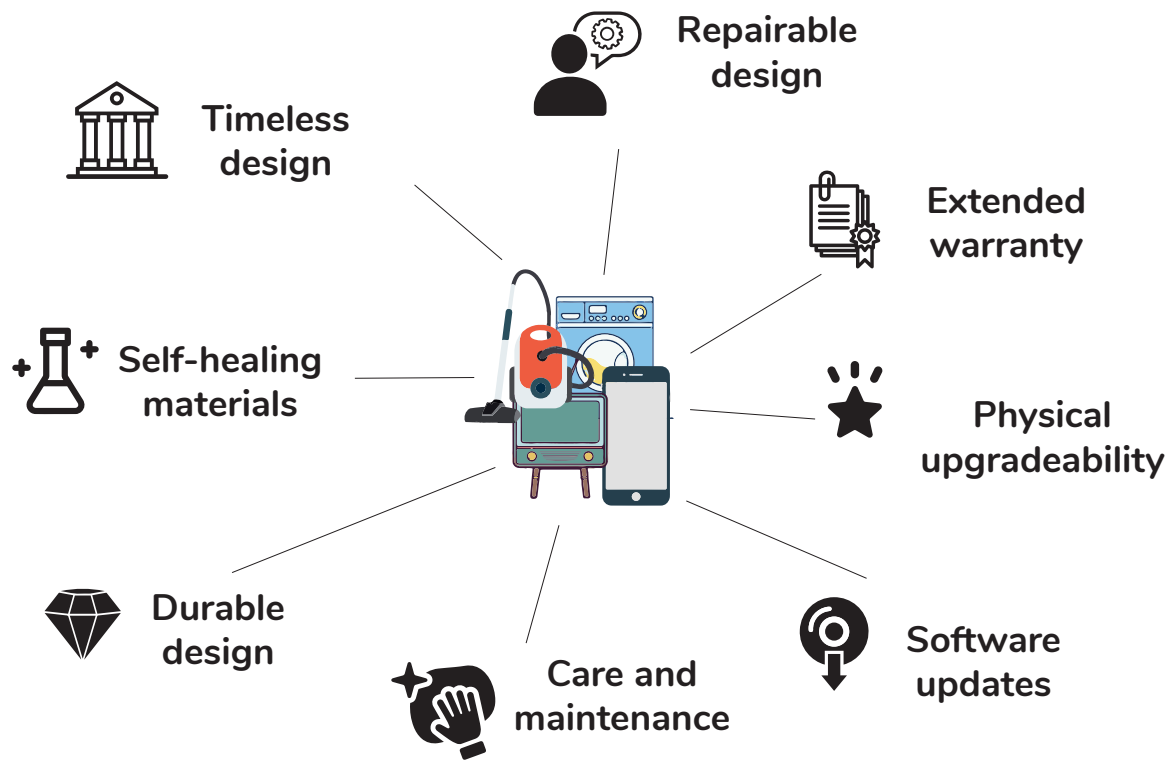 Repairable
design
Timeless
design
Extended
warranty
Self-healing
materials
Physical
upgradeability
Durable
design
Software
updates
Care and
maintenance